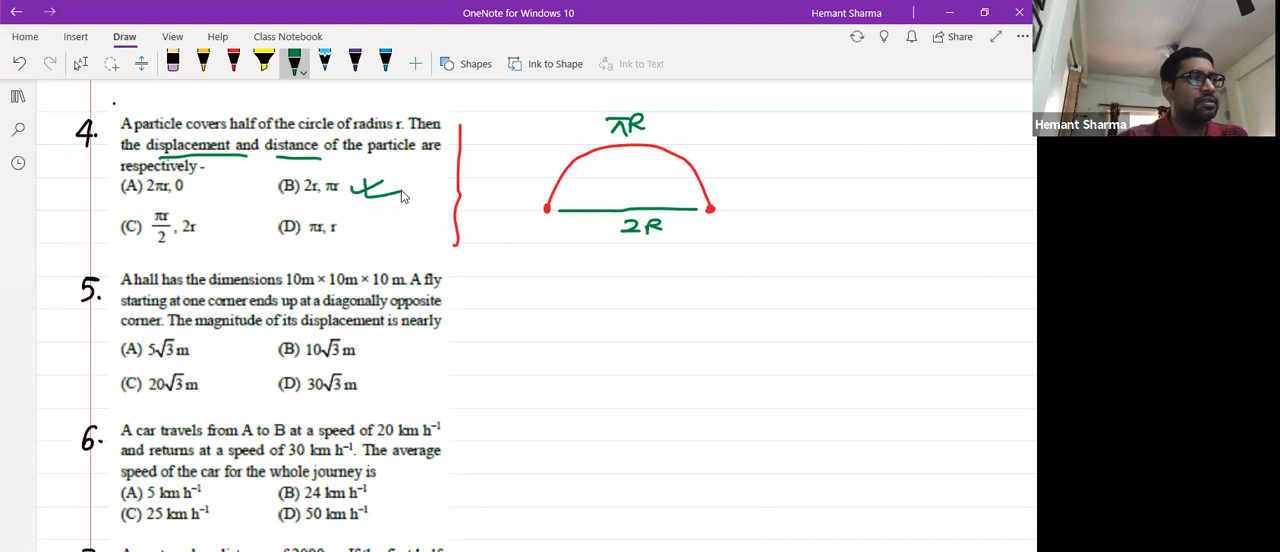 OneNote for Windows 10
Hemant Sharma
Home Insert Draw View Help Class Notebook
Share
Shapes Ink to Shape Ink to Text
Hemant Sharma
4. A particle covers half of the circle of radius r. Then
the displacement and distance of the particle are
respectively -
(A) 2πr, 0 (B) 2r, πr
(C) πr/2, 2r (D) πr, r
πR
2R
5. A hall has the dimensions 10m × 10m × 10 m. A fly
starting at one corner ends up at a diagonally opposite
corner. The magnitude of its displacement is nearly
(A) 5√3 m (B) 10√3 m
(C) 20√3 m (D) 30√3 m
6. A car travels from A to B at a speed of 20 km h⁻¹
and returns at a speed of 30 km h⁻¹. The average
speed of the car for the whole journey is
(A) 5 km h⁻¹ (B) 24 km h⁻¹
(C) 25 km h⁻¹ (D) 50 km h⁻¹